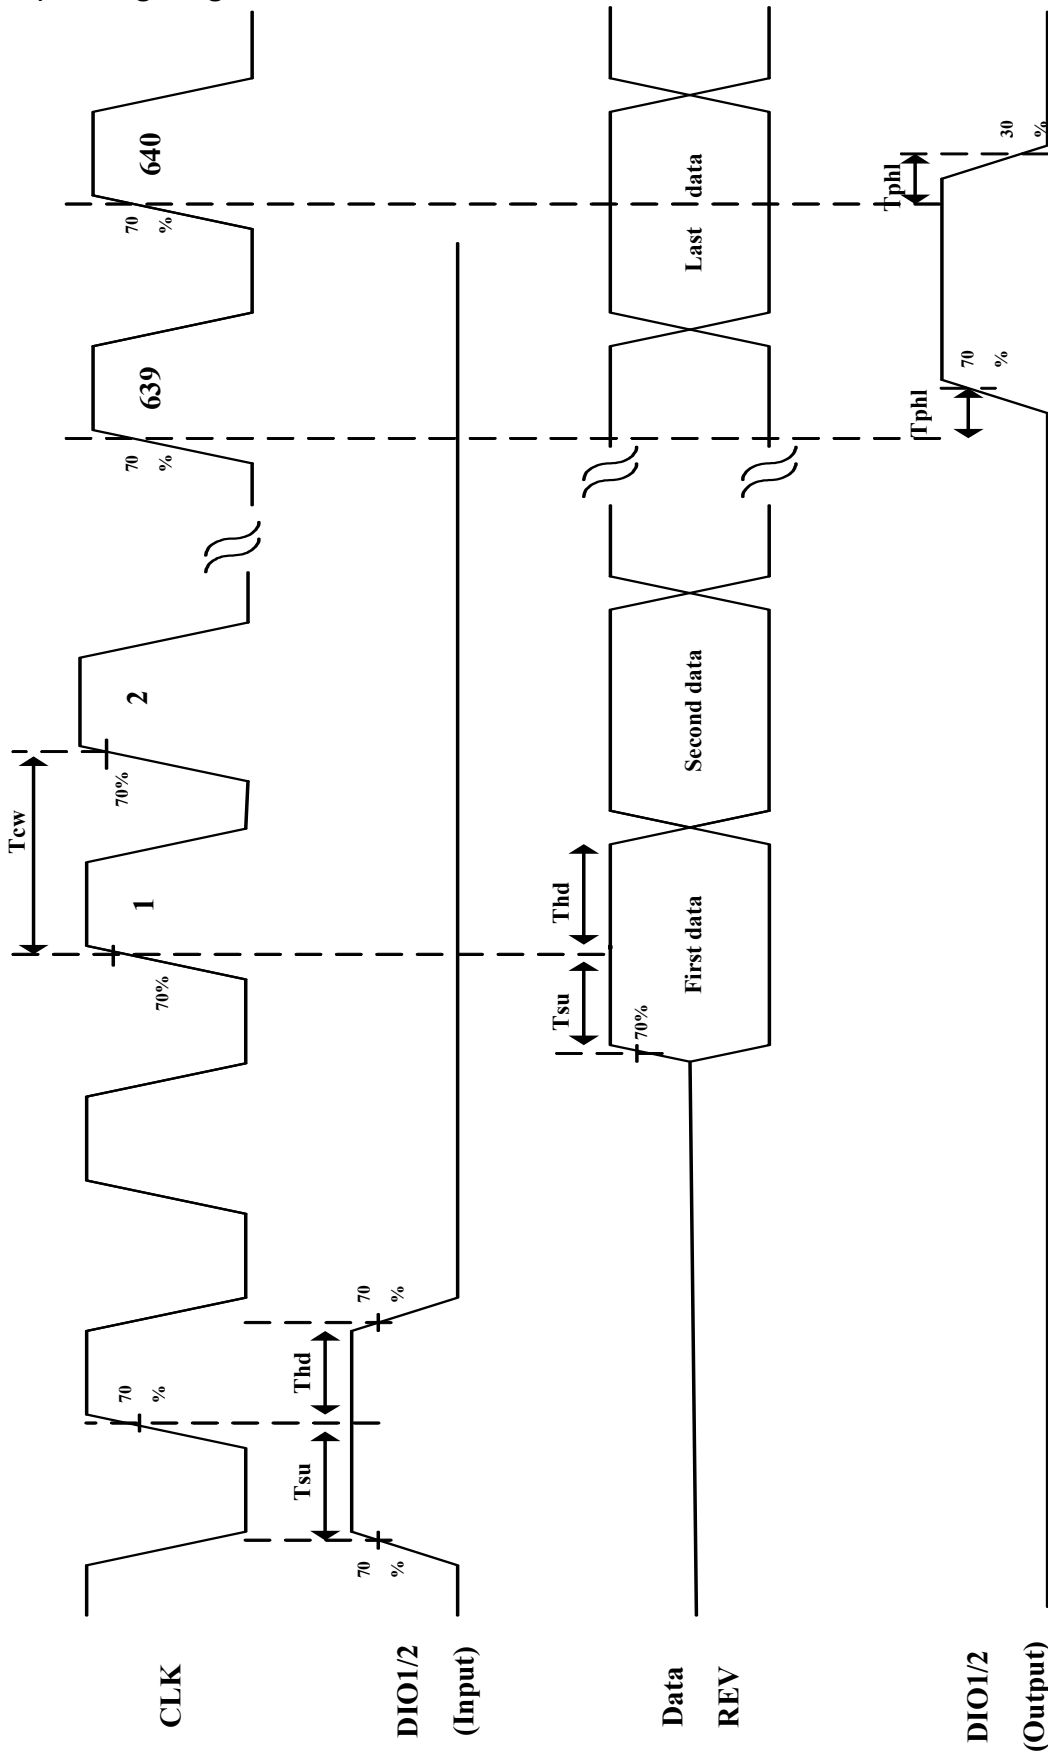 Tcw
CLK
70
%
70%
1
70%
2
70
%
639
70
%
640
DIO1/2
(Input)
70
%
Tsu
Thd
70
%
Data
REV
Tsu
Thd
70%
First data
Second data
Last data
DIO1/2
(Output)
Tphl
70
%
Tphl
30
%